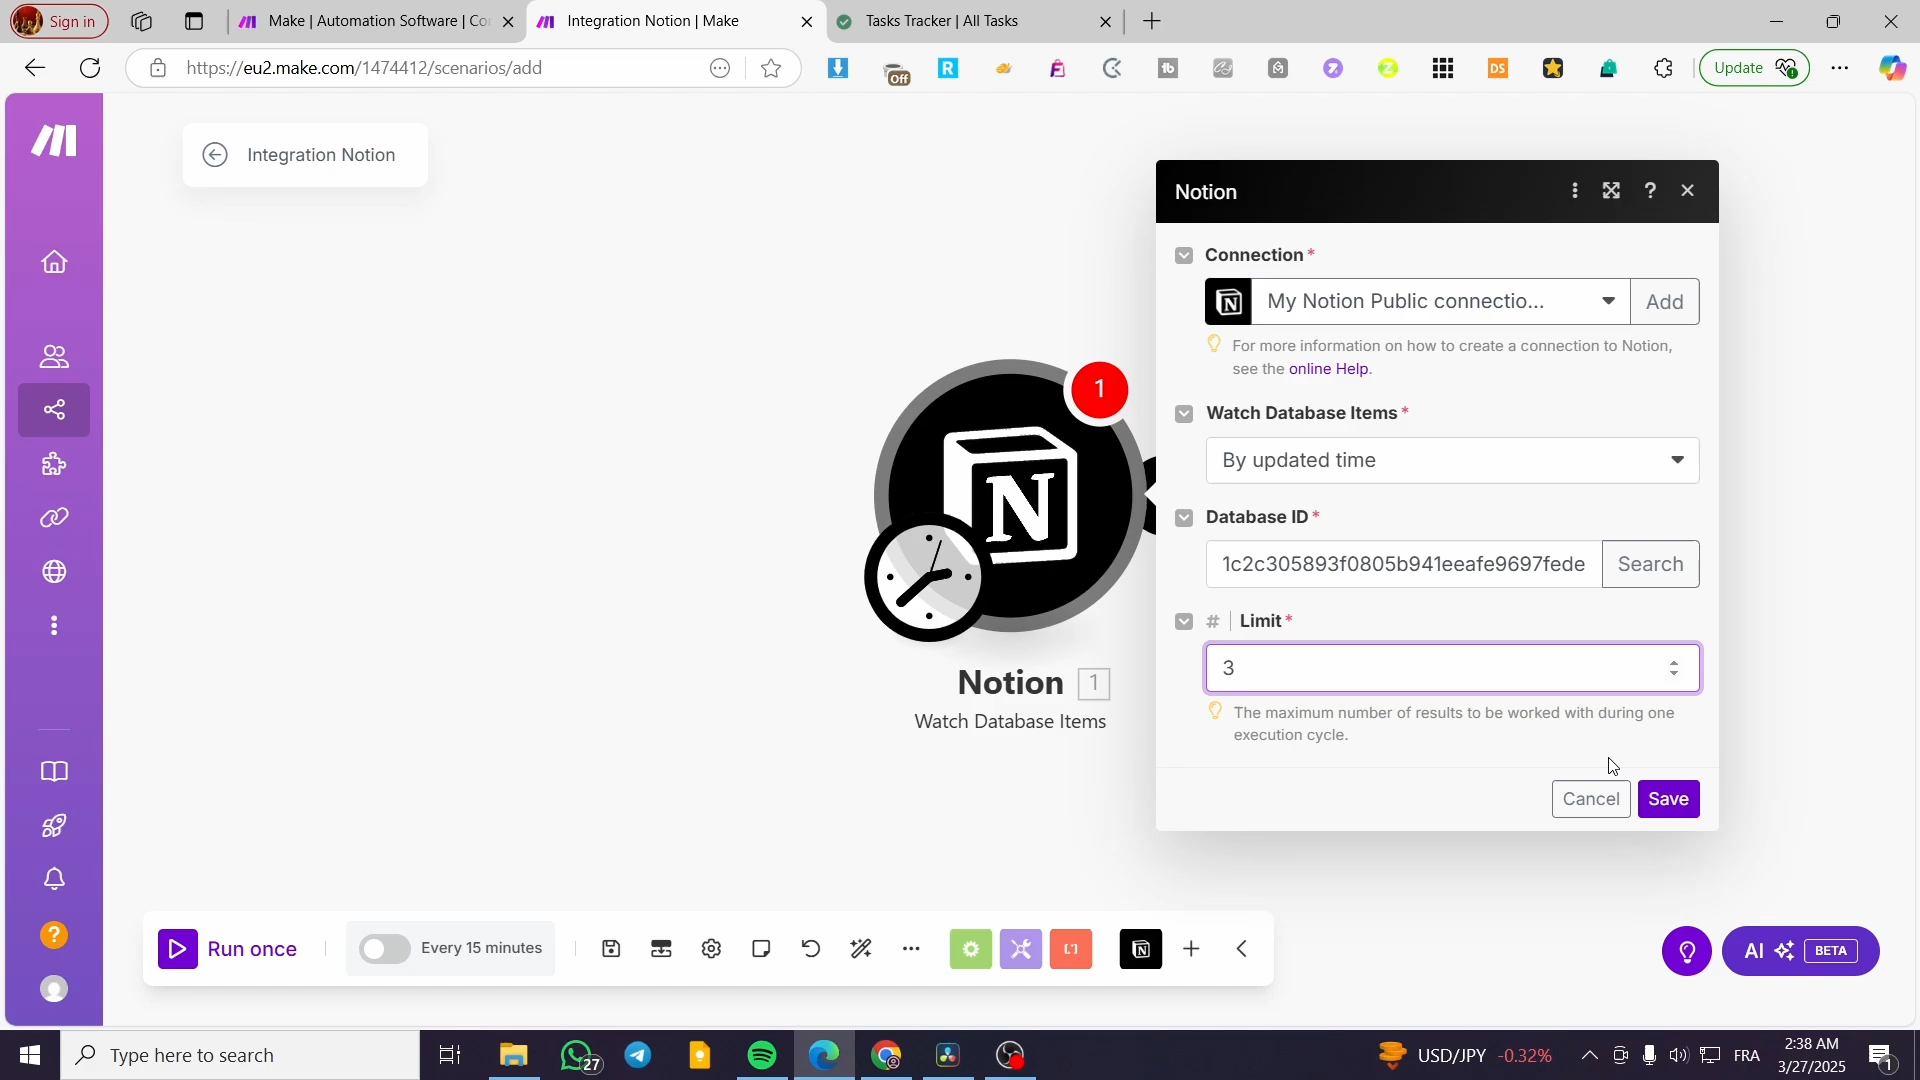 Sign in
Make | Automation Software | Co
Integration Notion | Make
Tasks Tracker | All Tasks
https://eu2.make.com/1474412/scenarios/add
Off
R
tb
DS
Update
Integration Notion
Notion
Connection *
My Notion Public connectio...
Add
For more information on how to create a connection to Notion,
see the online Help.
1
Watch Database Items *
By updated time
Database ID *
1c2c305893f0805b941eeafe9697fede
Search
# Limit *
3
The maximum number of results to be worked with during one
execution cycle.
Cancel
Save
N
Notion 1
Watch Database Items
Run once
Every 15 minutes
AI
BETA
Type here to search
27
USD/JPY -0.32%
FRA
2:38 AM
3/27/2025
1